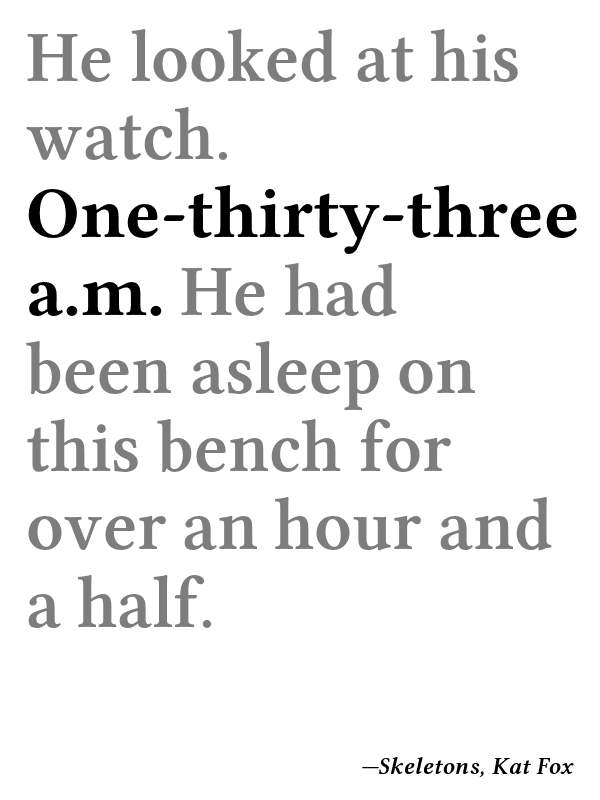 He looked at his
watch.
One-thirty-three
a.m. He had
been asleep on
this bench for
over an hour and
a half.
—Skeletons, Kat Fox